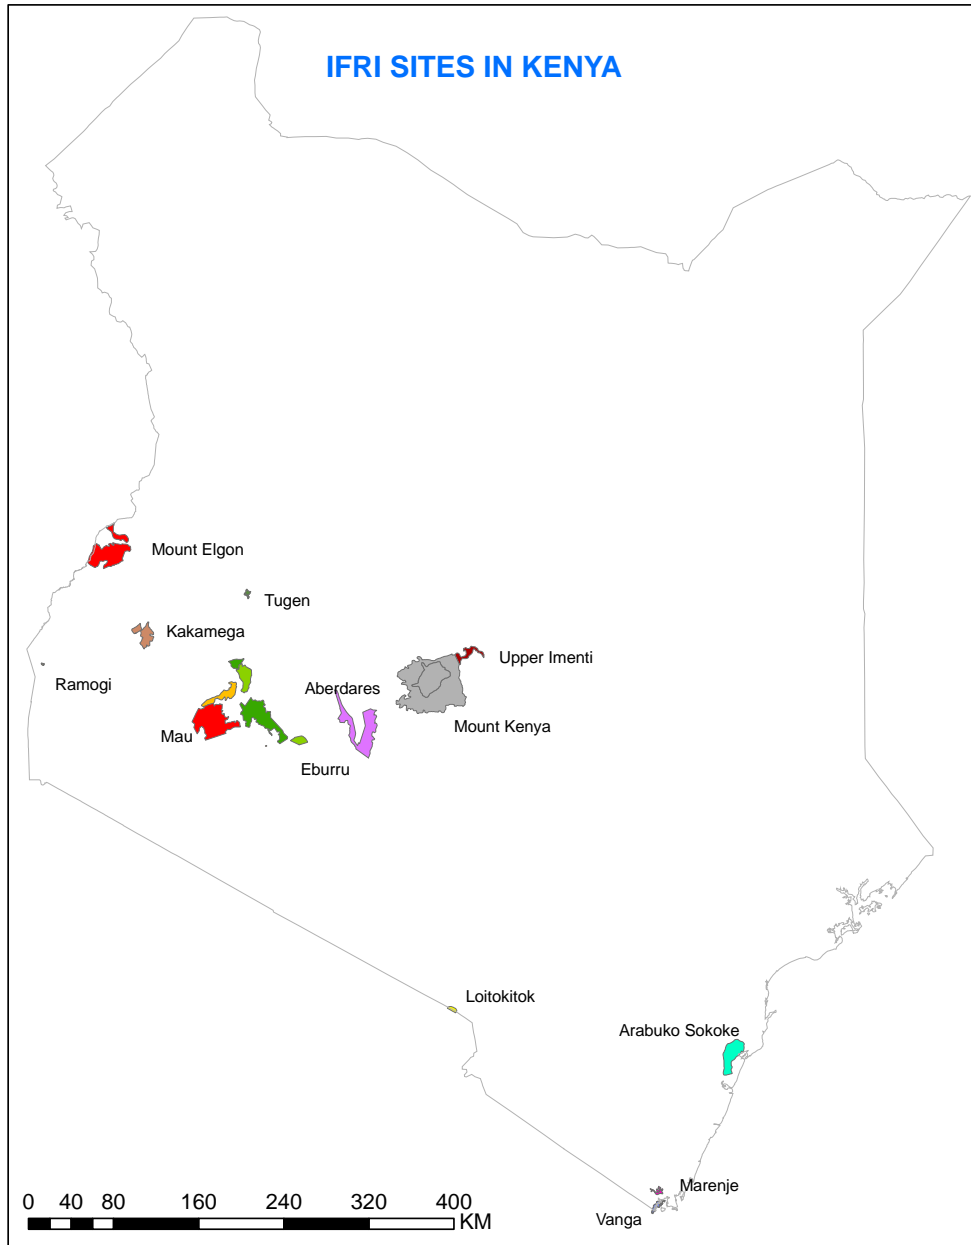 IFRI SITES IN KENYA
Mount Elgon
Tugen
Kakamega
Upper Imenti
Ramogi
Aberdares
Mount Kenya
Mau
Eburru
Loitokitok
Arabuko Sokoke
Marenje
Vanga
0 40 80 160 240 320 400
KM